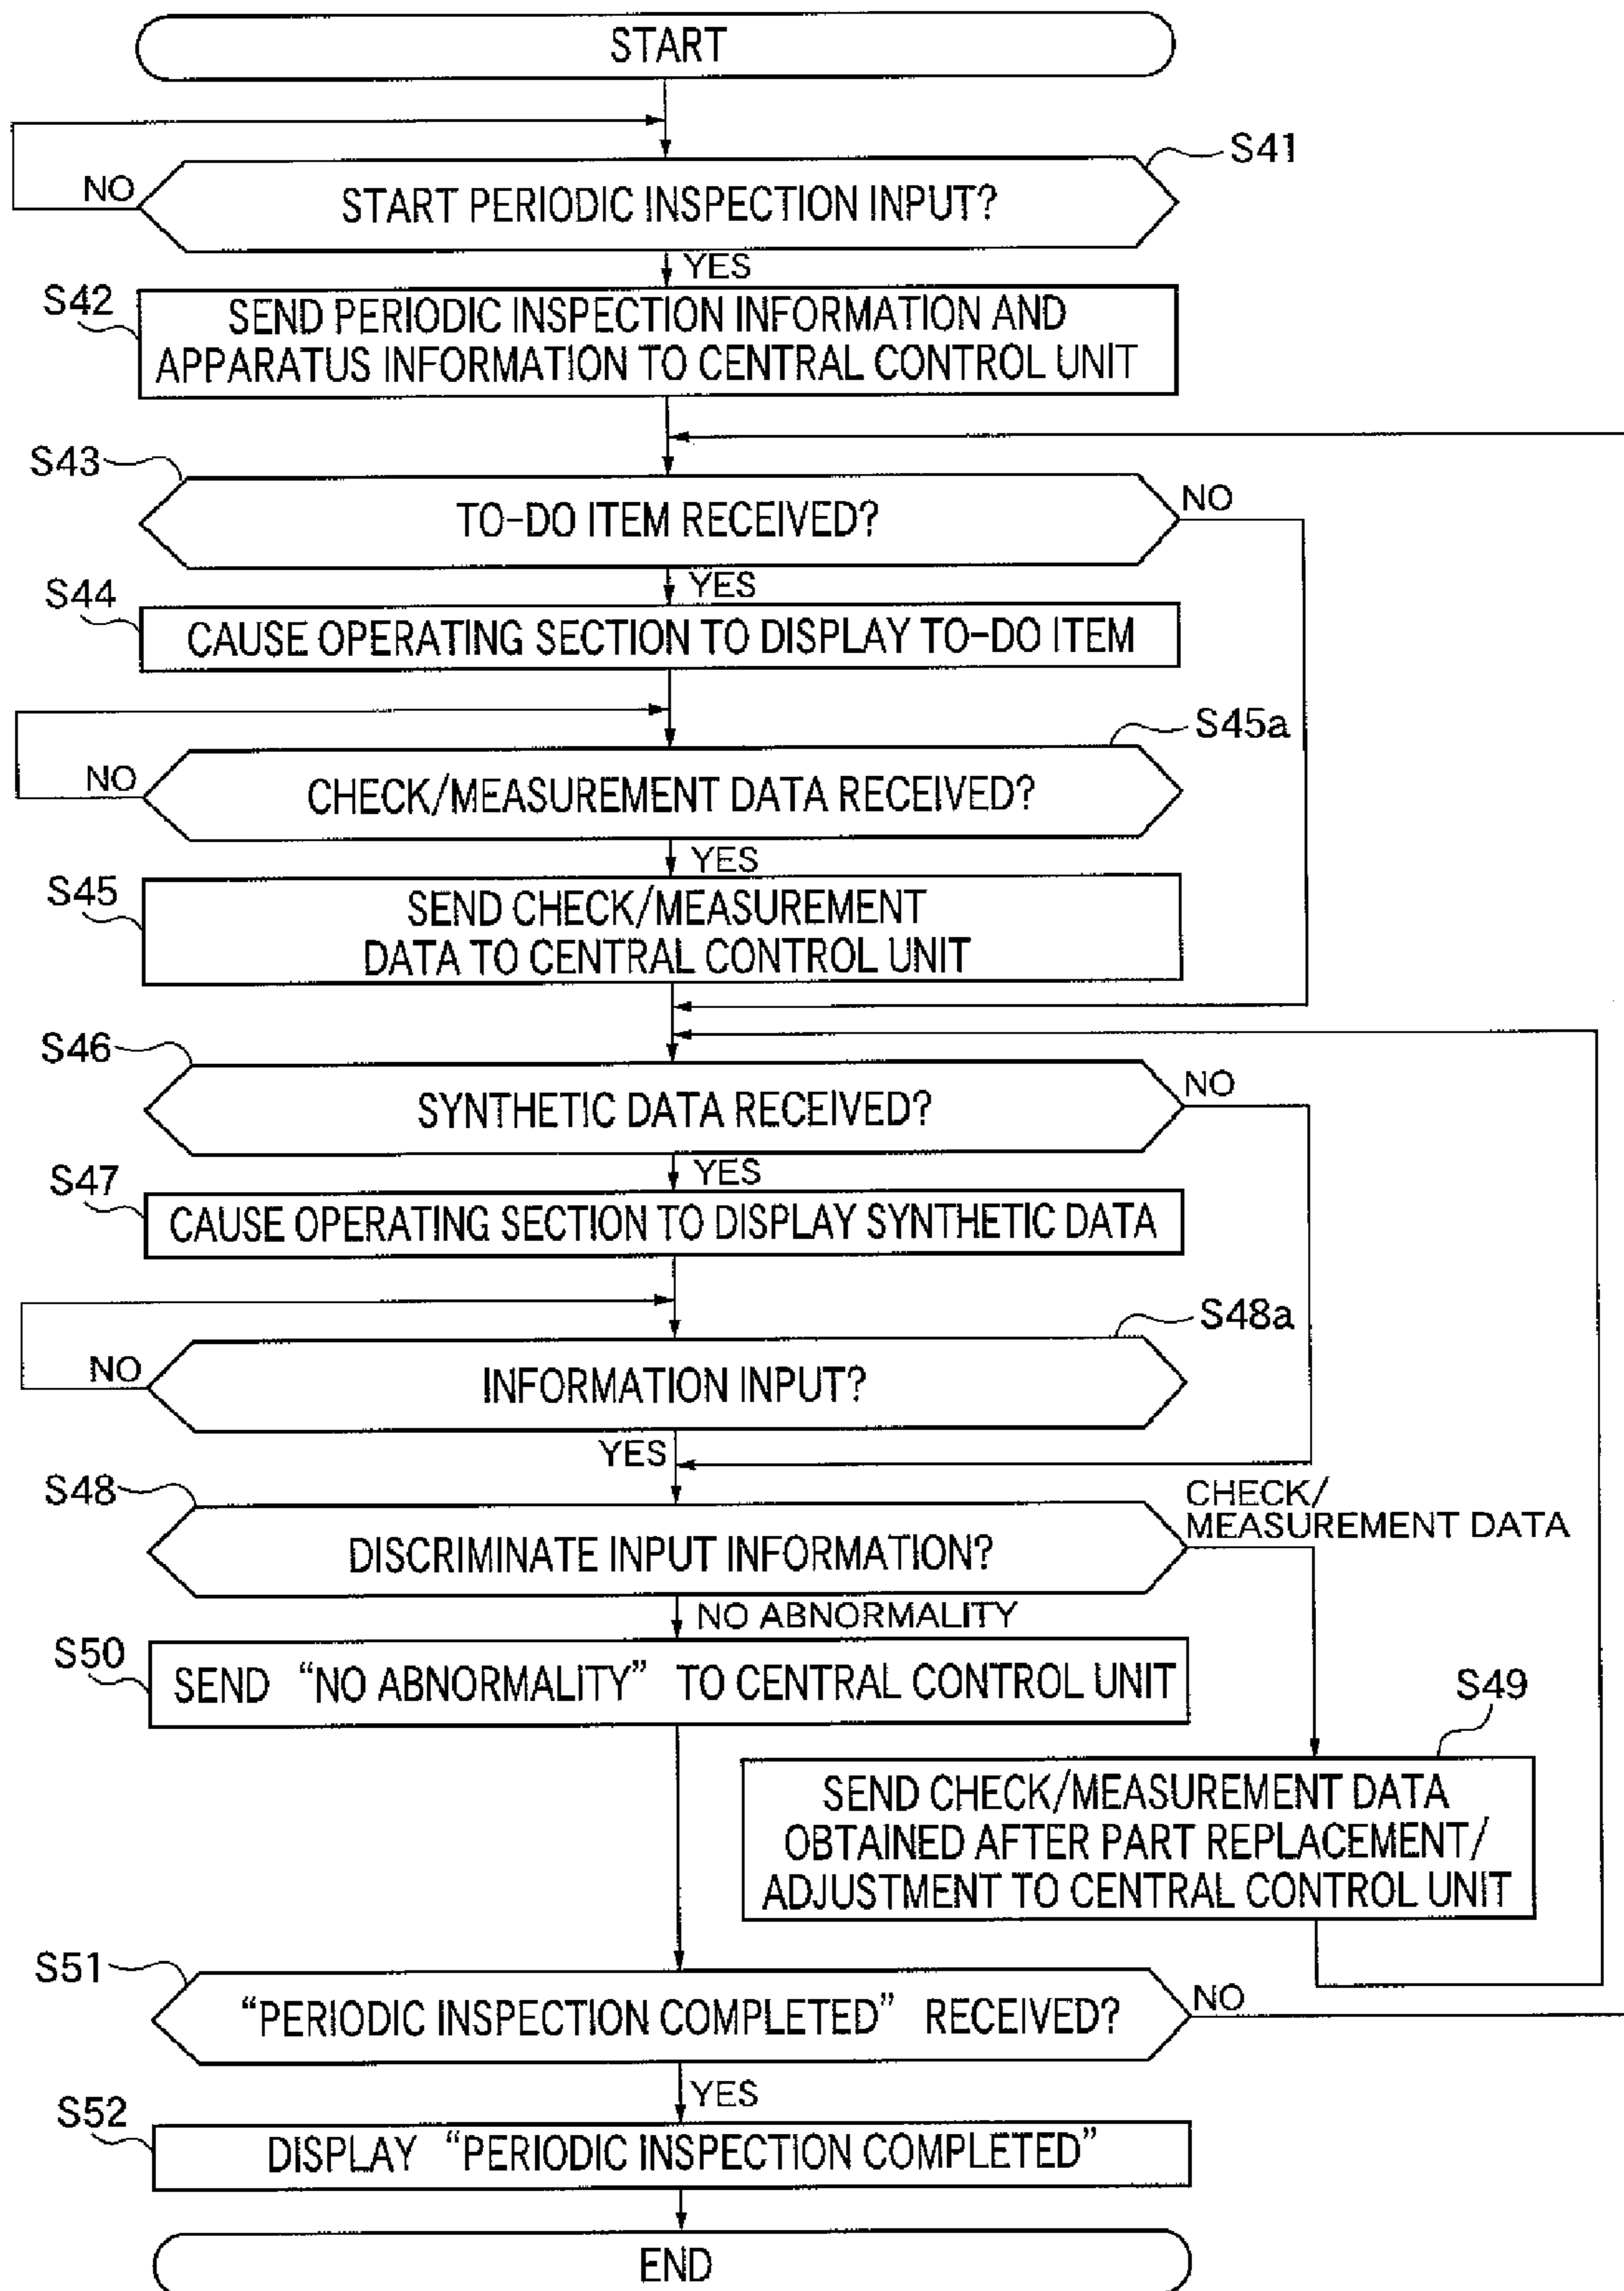 START
S41
NO
START PERIODIC INSPECTION INPUT?
YES
S42
SEND PERIODIC INSPECTION INFORMATION AND
APPARATUS INFORMATION TO CENTRAL CONTROL UNIT
S43
NO
TO-DO ITEM RECEIVED?
YES
S44
CAUSE OPERATING SECTION TO DISPLAY TO-DO ITEM
S45a
NO
CHECK/MEASUREMENT DATA RECEIVED?
YES
S45
SEND CHECK/MEASUREMENT
DATA TO CENTRAL CONTROL UNIT
S46
NO
SYNTHETIC DATA RECEIVED?
YES
S47
CAUSE OPERATING SECTION TO DISPLAY SYNTHETIC DATA
S48a
NO
INFORMATION INPUT?
YES
S48
CHECK/
MEASUREMENT DATA
DISCRIMINATE INPUT INFORMATION?
NO ABNORMALITY
S50
SEND “NO ABNORMALITY” TO CENTRAL CONTROL UNIT
S49
SEND CHECK/MEASUREMENT DATA
OBTAINED AFTER PART REPLACEMENT/
ADJUSTMENT TO CENTRAL CONTROL UNIT
S51
NO
“PERIODIC INSPECTION COMPLETED” RECEIVED?
YES
S52
DISPLAY “PERIODIC INSPECTION COMPLETED”
END